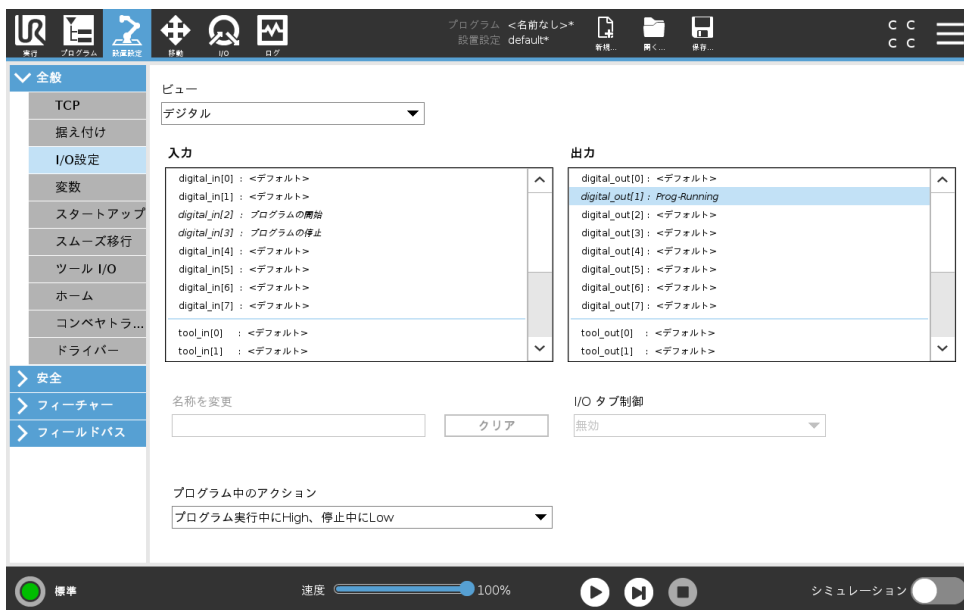 UR
実行
プログラム
設置設定
移動
I/O
ログ
プログラム <名前なし>*
設置設定 default*
新規...
開く...
保存...
C C
C C
全般
TCP
据え付け
I/O設定
変数
スタートアップ
スムーズ移行
ツール I/O
ホーム
コンベヤトラ...
ドライバー
安全
フィーチャー
フィールドバス
ビュー
デジタル
入力
digital_in[0] : <デフォルト>
digital_in[1] : <デフォルト>
digital_in[2] : プログラムの開始
digital_in[3] : プログラムの停止
digital_in[4] : <デフォルト>
digital_in[5] : <デフォルト>
digital_in[6] : <デフォルト>
digital_in[7] : <デフォルト>
tool_in[0] : <デフォルト>
tool_in[1] : <デフォルト>
出力
digital_out[0] : <デフォルト>
digital_out[1] : Prog-Running
digital_out[2] : <デフォルト>
digital_out[3] : <デフォルト>
digital_out[4] : <デフォルト>
digital_out[5] : <デフォルト>
digital_out[6] : <デフォルト>
digital_out[7] : <デフォルト>
tool_out[0] : <デフォルト>
tool_out[1] : <デフォルト>
名称を変更
クリア
I/O タブ制御
無効
プログラム中のアクション
プログラム実行中にHigh、停止中にLow
標準
速度
100%
シミュレーション